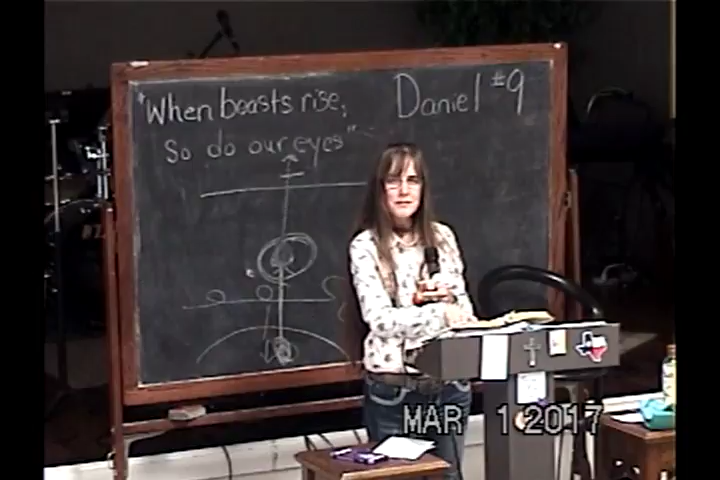 "When beasts rise,
So do our eyes"
Daniel #9
MAR 1 2017